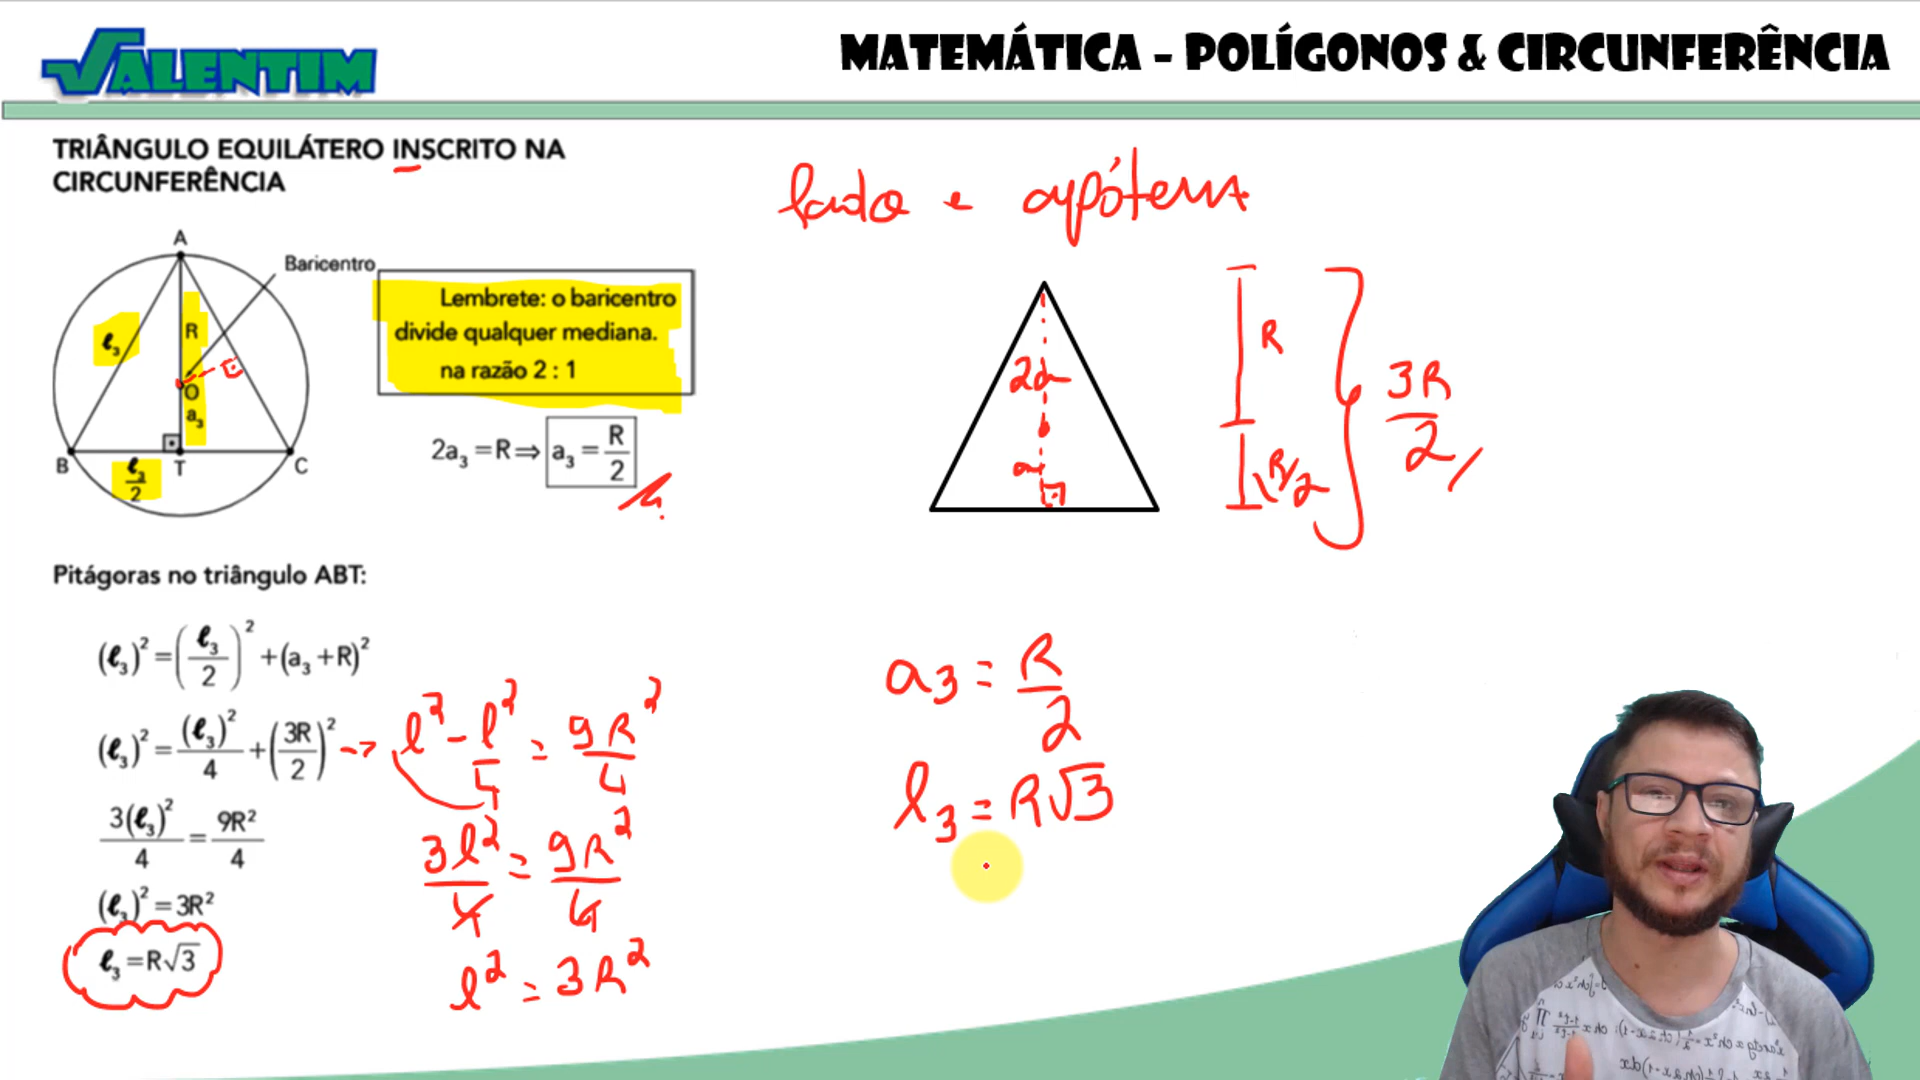 VALENTIM
MATEMÁTICA - POLÍGONOS & CIRCUNFERÊNCIA
TRIÂNGULO EQUILÁTERO INSCRITO NA
CIRCUNFERÊNCIA
lado e apótema
A
Baricentro
ℓ₃
R
O
a₃
B
T
C
ℓ₃/2
Lembrete: o baricentro
divide qualquer mediana.
na razão 2 : 1
2a₃ = R ⇒ a₃ = R/2
2a
a
R
R/2
3R/2
Pitágoras no triângulo ABT:
(ℓ₃)² = (ℓ₃/2)² + (a₃ + R)²
(ℓ₃)² = (ℓ₃)²/4 + (3R/2)² → l² - l²/4 = 9R²/4
3(ℓ₃)²/4 = 9R²/4
3l²/4 = 9R²/4
(ℓ₃)² = 3R²
ℓ₃ = R√3
l² = 3R²
a₃ = R/2
l₃ = R√3